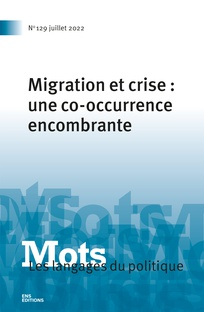 N° 129 juillet 2022
Migration et crise :
une co-occurrence
encombrante
Mots
Les langages du politique
ENS
ÉDITIONS